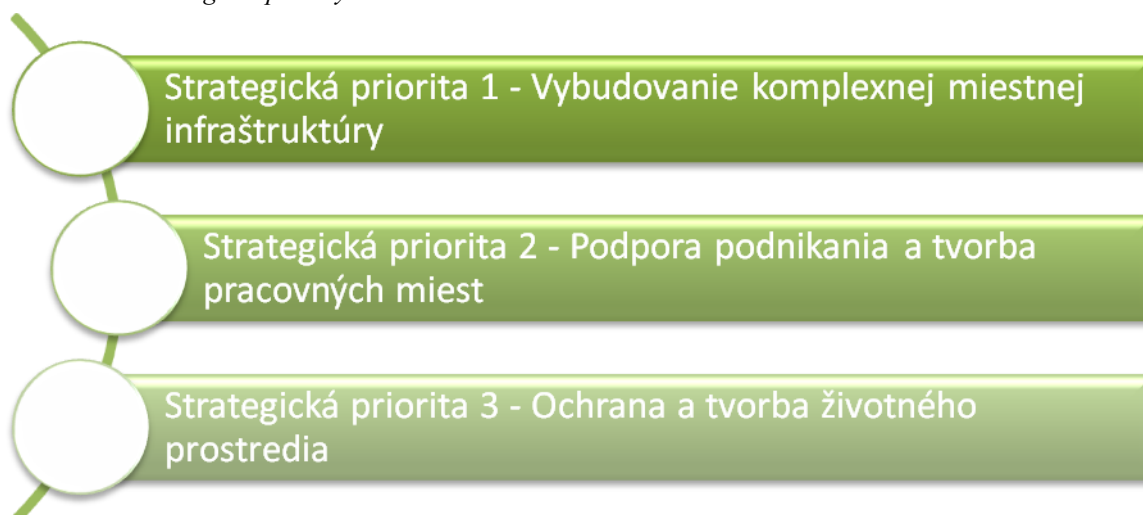 Strategická priorita 1 - Vybudovanie komplexnej miestnej
infraštruktúry
Strategická priorita 2 - Podpora podnikania a tvorba
pracovných miest
Strategická priorita 3 - Ochrana a tvorba životného
prostredia